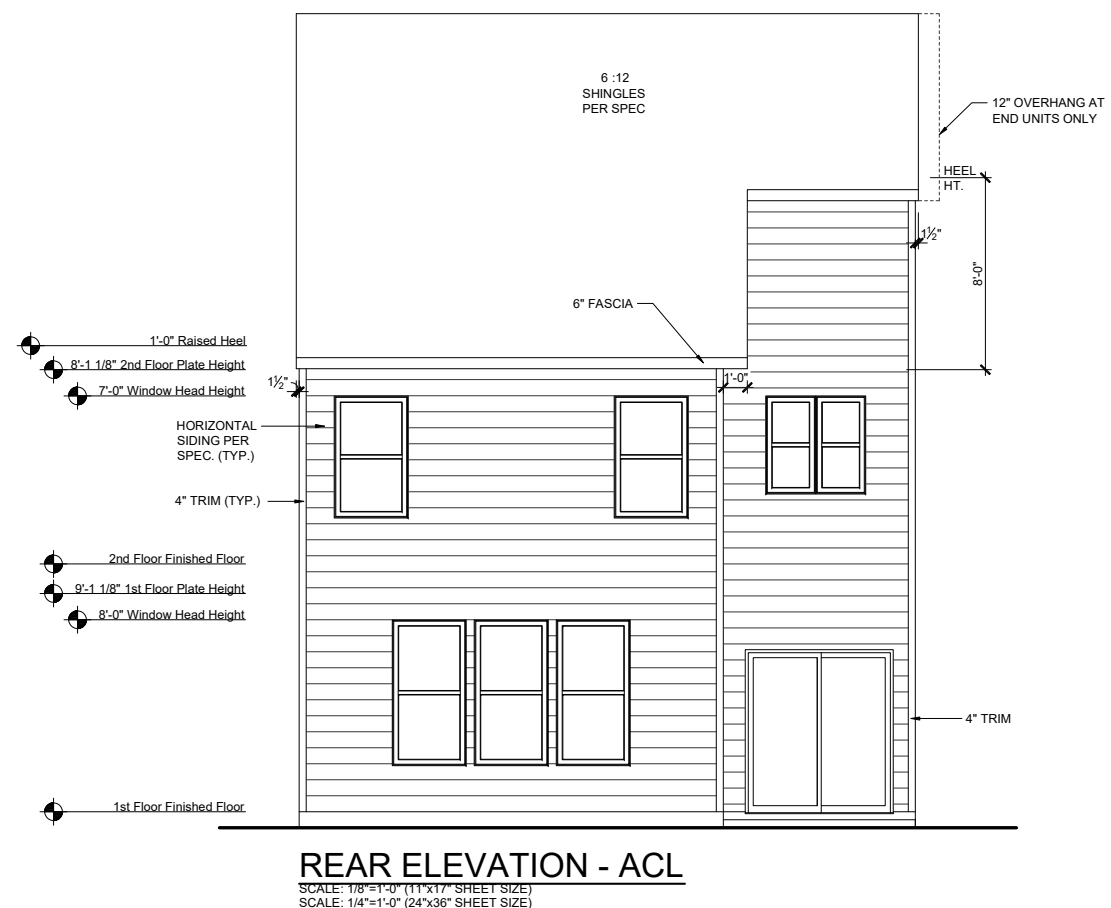 6 :12
SHINGLES
PER SPEC
12" OVERHANG AT
END UNITS ONLY
HEEL
HT.
1½"
8'-0"
6" FASCIA
1'-0" Raised Heel
8'-1 1/8" 2nd Floor Plate Height
7'-0" Window Head Height
1½"
1'-0"
HORIZONTAL
SIDING PER
SPEC. (TYP.)
4" TRIM (TYP.)
2nd Floor Finished Floor
9'-1 1/8" 1st Floor Plate Height
8'-0" Window Head Height
4" TRIM
1st Floor Finished Floor
REAR ELEVATION - ACL
SCALE: 1/8"=1'-0" (11"x17" SHEET SIZE)
SCALE: 1/4"=1'-0" (24"x36" SHEET SIZE)